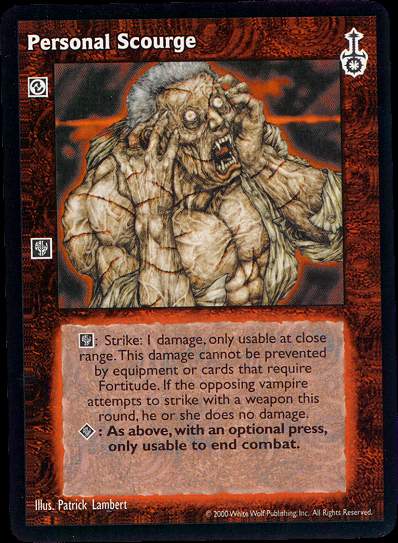 Personal Scourge
: Strike: 1 damage, only usable at close
range. This damage cannot be prevented
by equipment or cards that require
Fortitude. If the opposing vampire
attempts to strike with a weapon this
round, he or she does no damage.
: As above, with an optional press,
only usable to end combat.
Illus. Patrick Lambert
© 2000 White Wolf Publishing, Inc. All Rights Reserved.